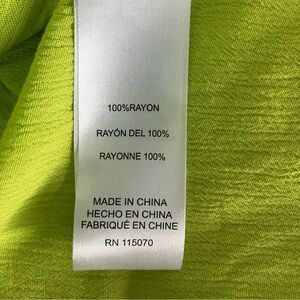 100%RAYON
RAYÓN DEL 100%
RAYONNE 100%
MADE IN CHINA
HECHO EN CHINA
FABRIQUÉ EN CHINE
RN 115070